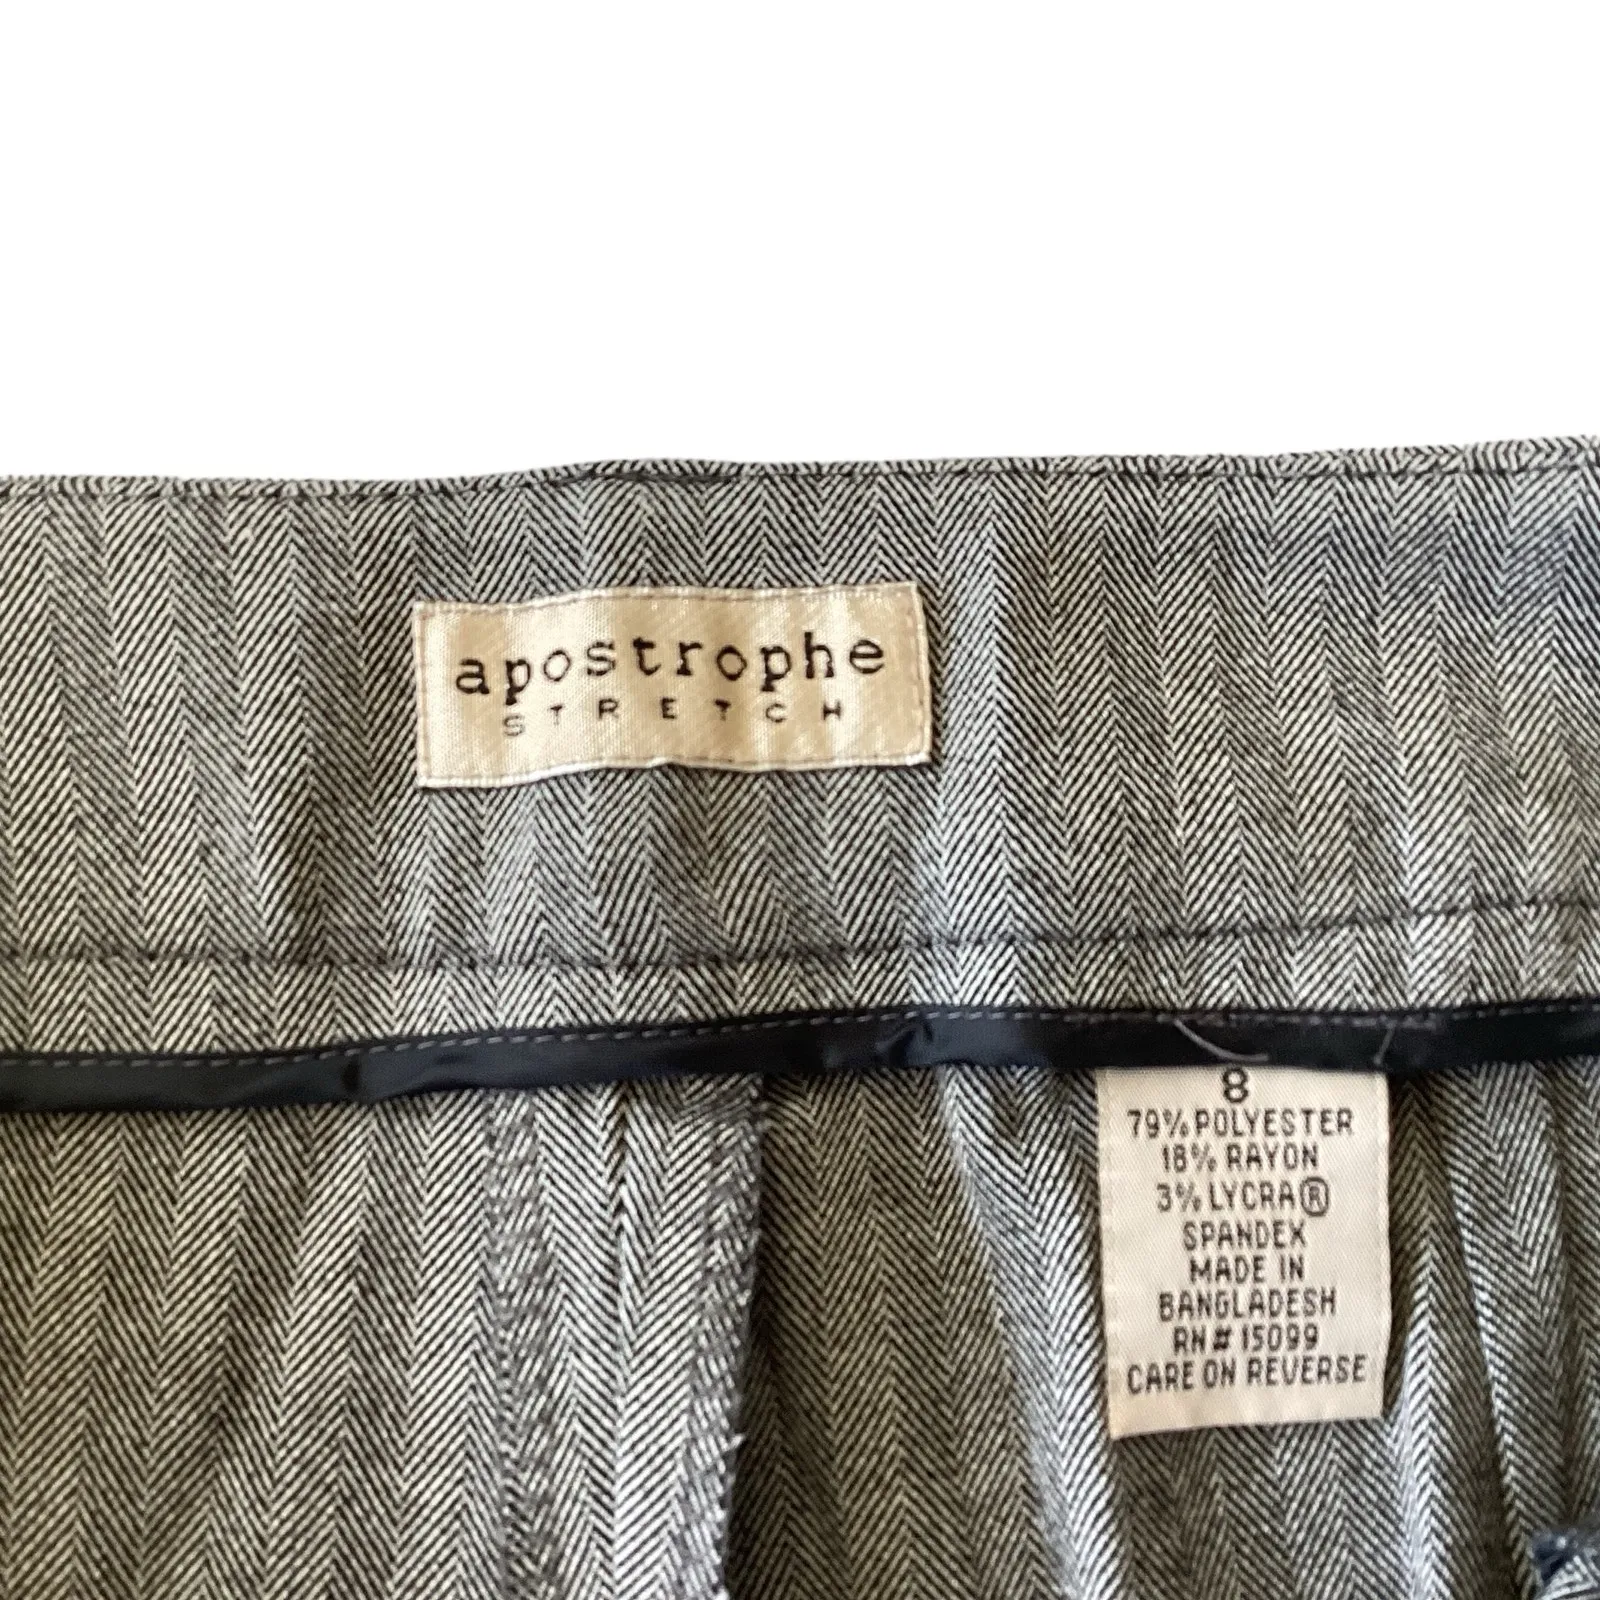 apostrophe
STRETCH
8
79% POLYESTER
18% RAYON
3% LYCRA®
SPANDEX
MADE IN
BANGLADESH
RN# 15099
CARE ON REVERSE